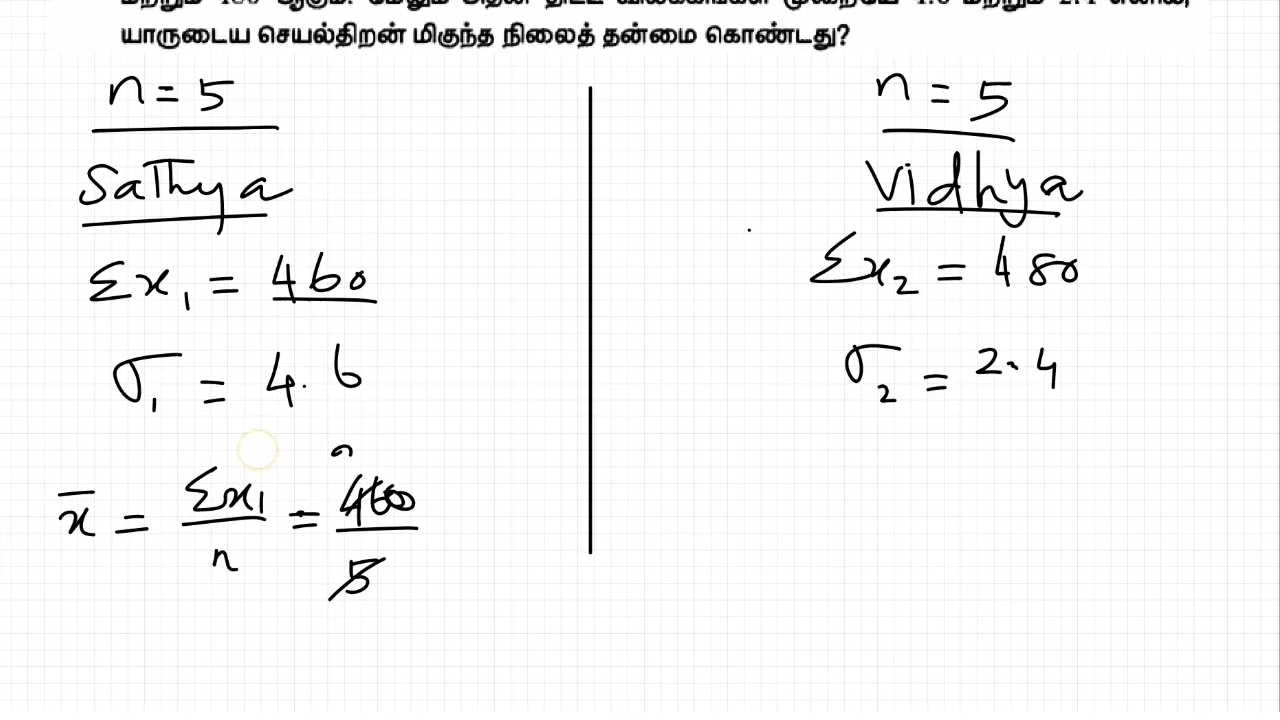 யாருடைய செயல்திறன் மிகுந்த நிலைத் தன்மை கொண்டது?
n = 5
Sathya
Σx₁ = 460
σ₁ = 4.6
x̄ = Σx₁/n = 460/5
n = 5
Vidhya
Σx₂ = 480
σ₂ = 2.4